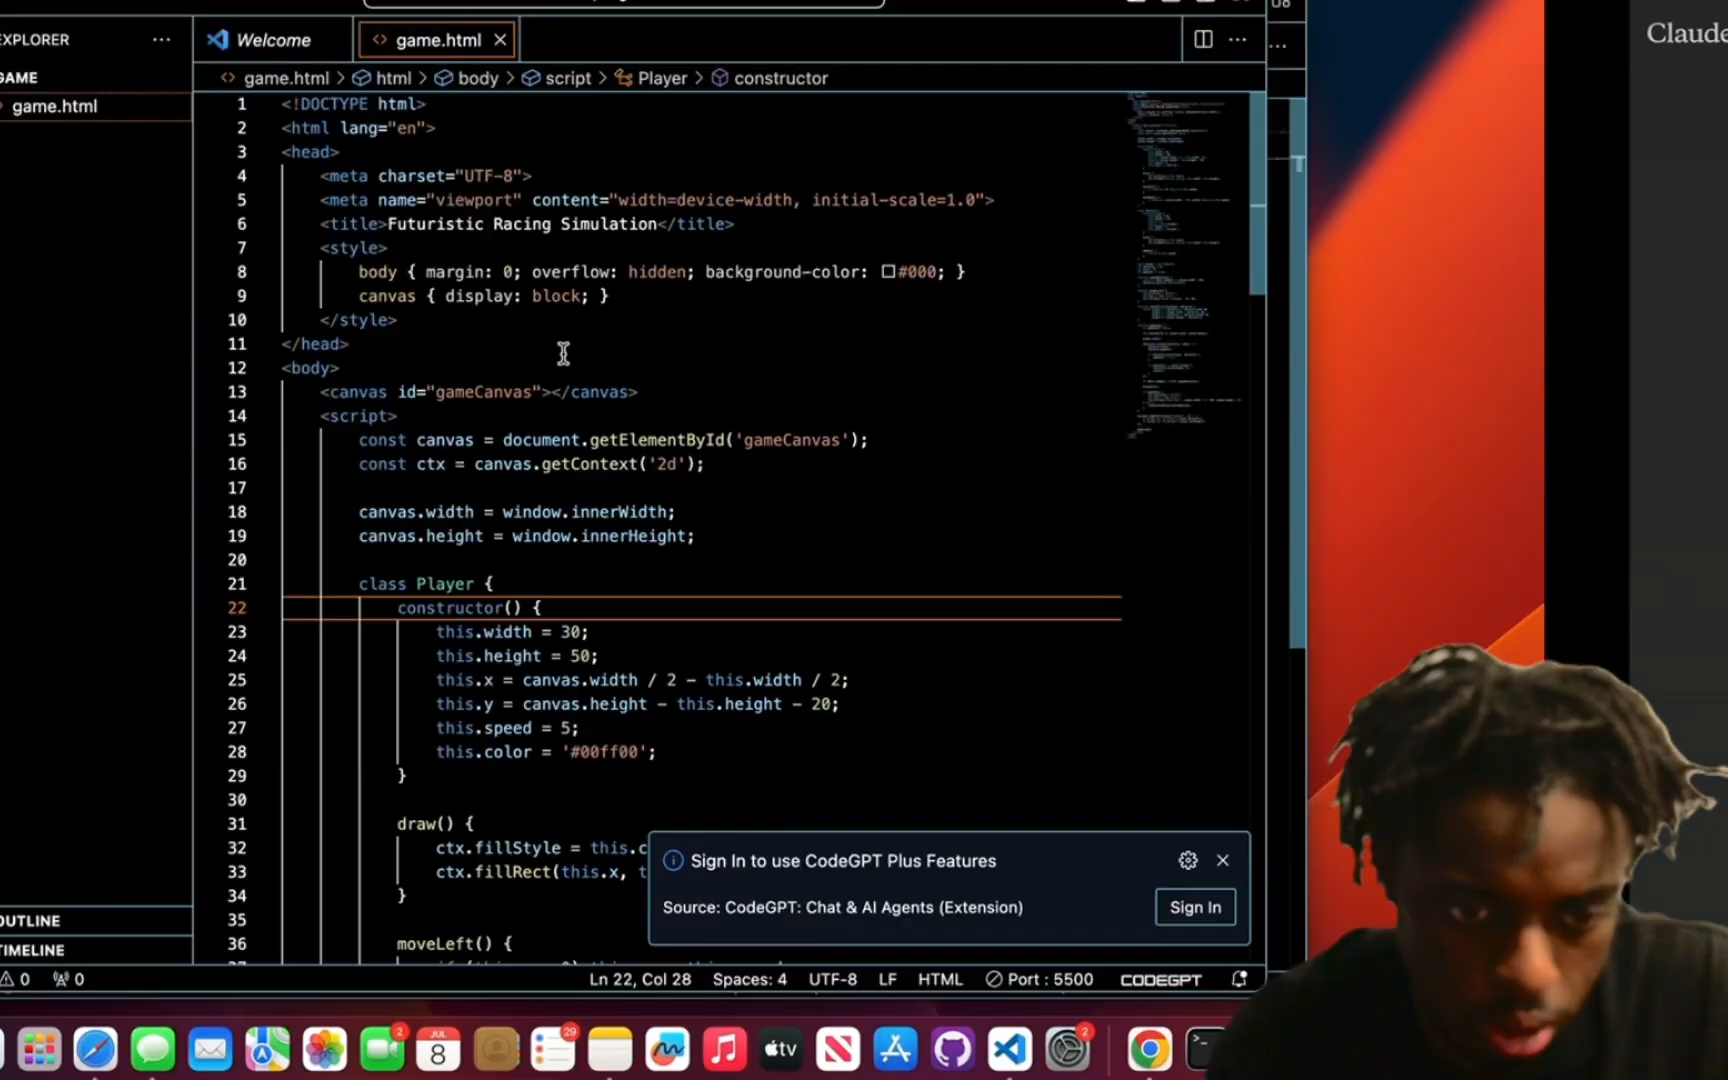 Claude
EXPLORER
Welcome
game.html
GAME
game.html > html > body > script > Player > constructor
game.html
1 <!DOCTYPE html>
2 <html lang="en">
3 <head>
4 <meta charset="UTF-8">
5 <meta name="viewport" content="width=device-width, initial-scale=1.0">
6 <title>Futuristic Racing Simulation</title>
7 <style>
8 body { margin: 0; overflow: hidden; background-color: #000; }
9 canvas { display: block; }
10 </style>
11 </head>
12 <body>
13 <canvas id="gameCanvas"></canvas>
14 <script>
15 const canvas = document.getElementById('gameCanvas');
16 const ctx = canvas.getContext('2d');
17
18 canvas.width = window.innerWidth;
19 canvas.height = window.innerHeight;
20
21 class Player {
22 constructor() {
23 this.width = 30;
24 this.height = 50;
25 this.x = canvas.width / 2 - this.width / 2;
26 this.y = canvas.height - this.height - 20;
27 this.speed = 5;
28 this.color = '#00ff00';
29 }
30
31 draw() {
32 ctx.fillStyle = this.c
33 ctx.fillRect(this.x, t
34 }
35
36 moveLeft() {
Sign In to use CodeGPT Plus Features
Source: CodeGPT: Chat & AI Agents (Extension)
Sign In
OUTLINE
TIMELINE
0 0
Ln 22, Col 28
Spaces: 4
UTF-8
LF
HTML
Port : 5500
CODEGPT
2
JUL
8
29
tv
2